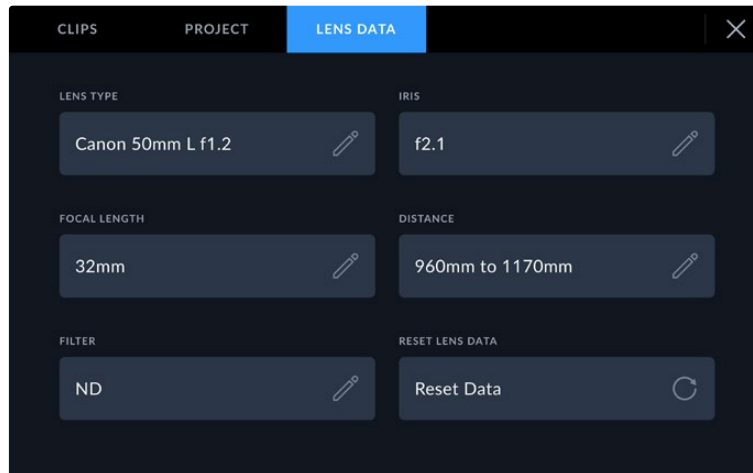 CLIPS PROJECT LENS DATA
LENS TYPE IRIS
Canon 50mm L f1.2 f2.1
FOCAL LENGTH DISTANCE
32mm 960mm to 1170mm
FILTER RESET LENS DATA
ND Reset Data